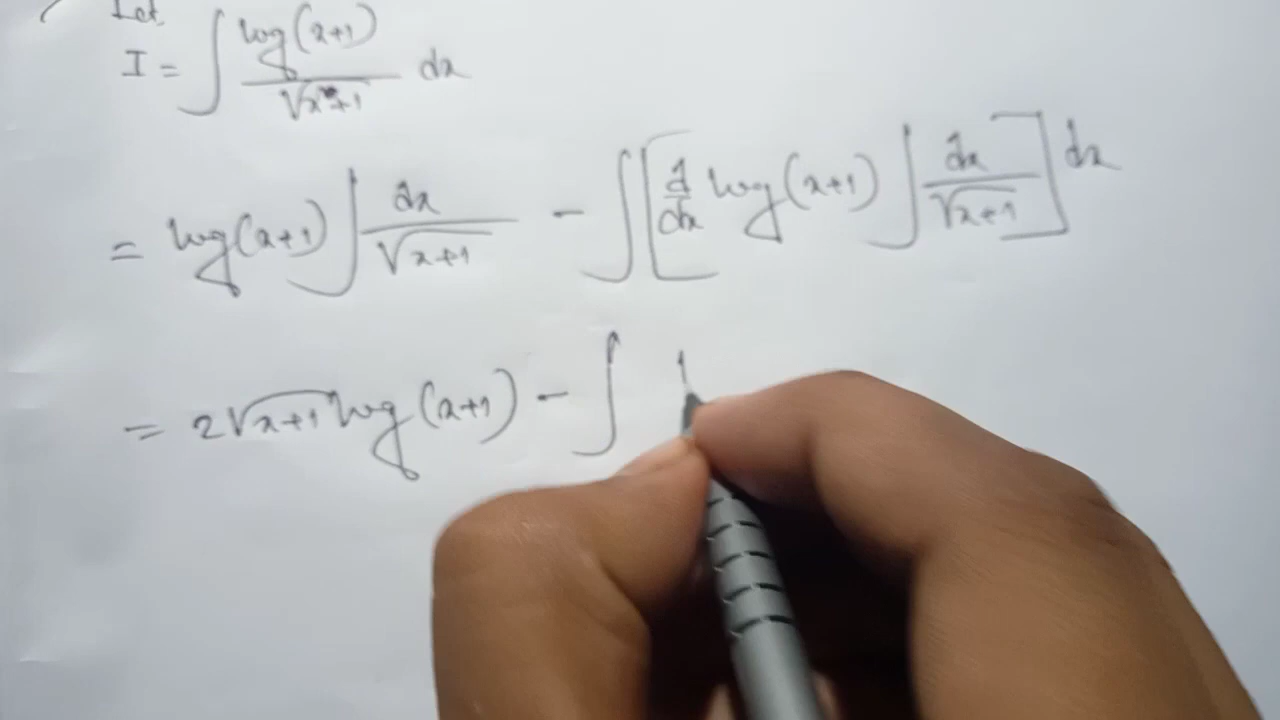 Let
I = ∫ log(x+1) / √x+1 dx
= log(x+1) ∫ dx / √x+1 - ∫ [ d/dx log(x+1) ∫ dx / √x+1 ] dx
= 2√x+1 log(x+1) - ∫ 1